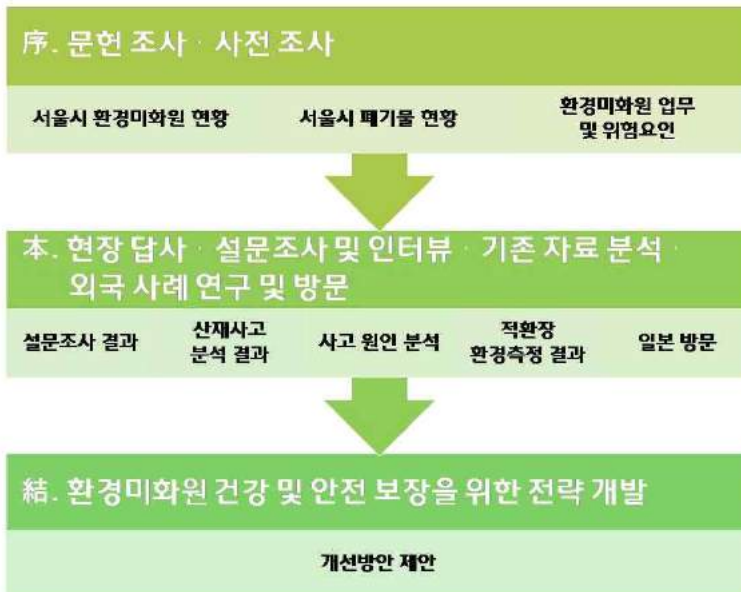 序. 문헌 조사 · 사전 조사
서울시 환경미화원 현황
서울시 폐기물 현황
환경미화원 업무
및 위험요인
本. 현장 답사 · 설문조사 및 인터뷰 · 기존 자료 분석 ·
외국 사례 연구 및 방문
설문조사 결과
산재사고
분석 결과
사고 원인 분석
적환장
환경측정 결과
일본 방문
結. 환경미화원 건강 및 안전 보장을 위한 전략 개발
개선방안 제안